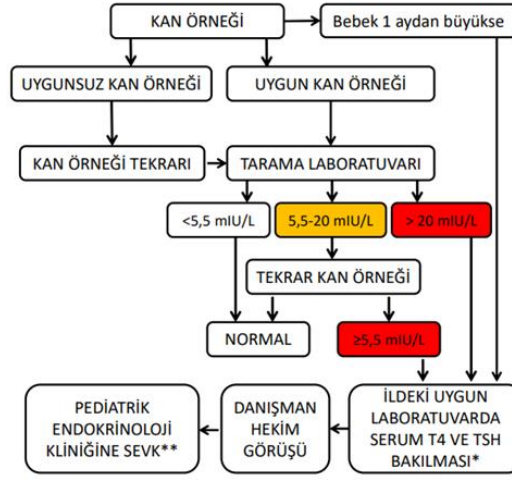 KAN ÖRNEĞİ
Bebek 1 aydan büyükse
UYGUNSUZ KAN ÖRNEĞİ
UYGUN KAN ÖRNEĞİ
KAN ÖRNEĞİ TEKRARI
TARAMA LABORATUVARI
<5,5 mIU/L
5,5-20 mIU/L
> 20 mIU/L
TEKRAR KAN ÖRNEĞİ
NORMAL
≥5,5 mIU/L
PEDİATRİK
ENDOKRİNOLOJİ
KLİNİĞİNE SEVK**
DANIŞMAN
HEKİM
GÖRÜŞÜ
İLDEKİ UYGUN
LABORATUVARDA
SERUM T4 VE TSH
BAKILMASI*